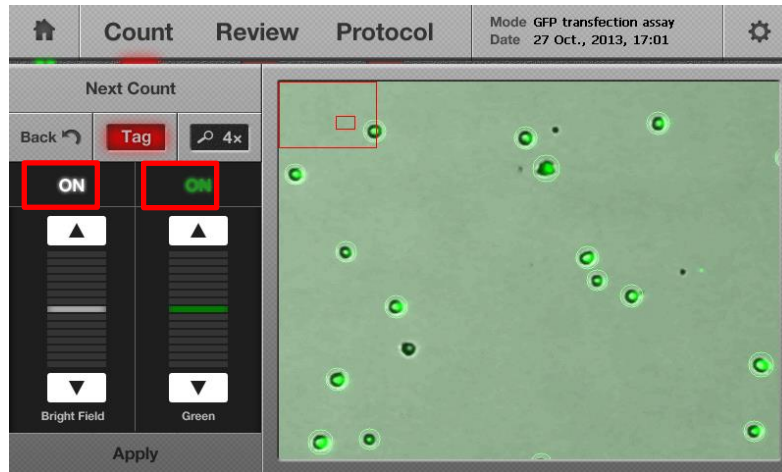 Count Review Protocol
Mode GFP transfection assay
Date 27 Oct., 2013, 17:01
Next Count
Back Tag 4x
ON ON
Bright Field Green
Apply